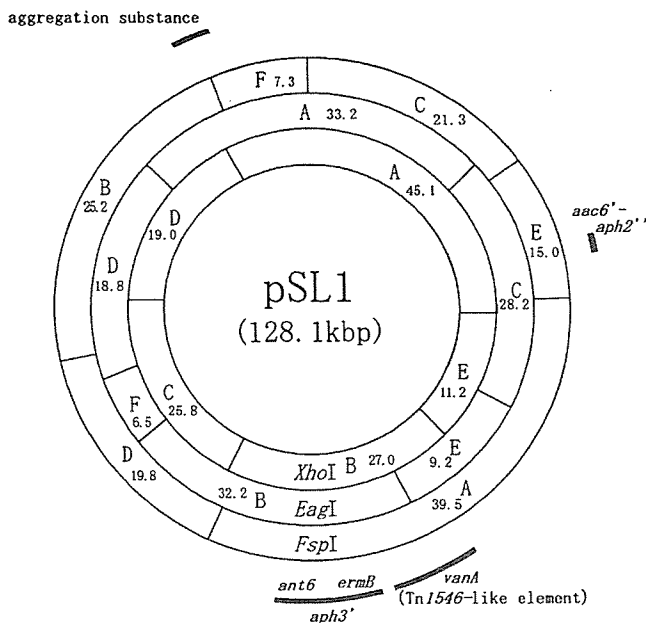 aggregation substance
F 7.3
A 33.2
C 21.3
A 45.1
B 25.2
D 19.0
aac6'-
aph2''
E 15.0
D 18.8
C 28.2
pSL1
(128.1kbp)
E 11.2
C 25.8
F 6.5
XhoI B 27.0
E 9.2
D 19.8
32.2 B
EagI
A 39.5
FspI
ant6 ermB
vanA
(Tn1546-like element)
aph3'